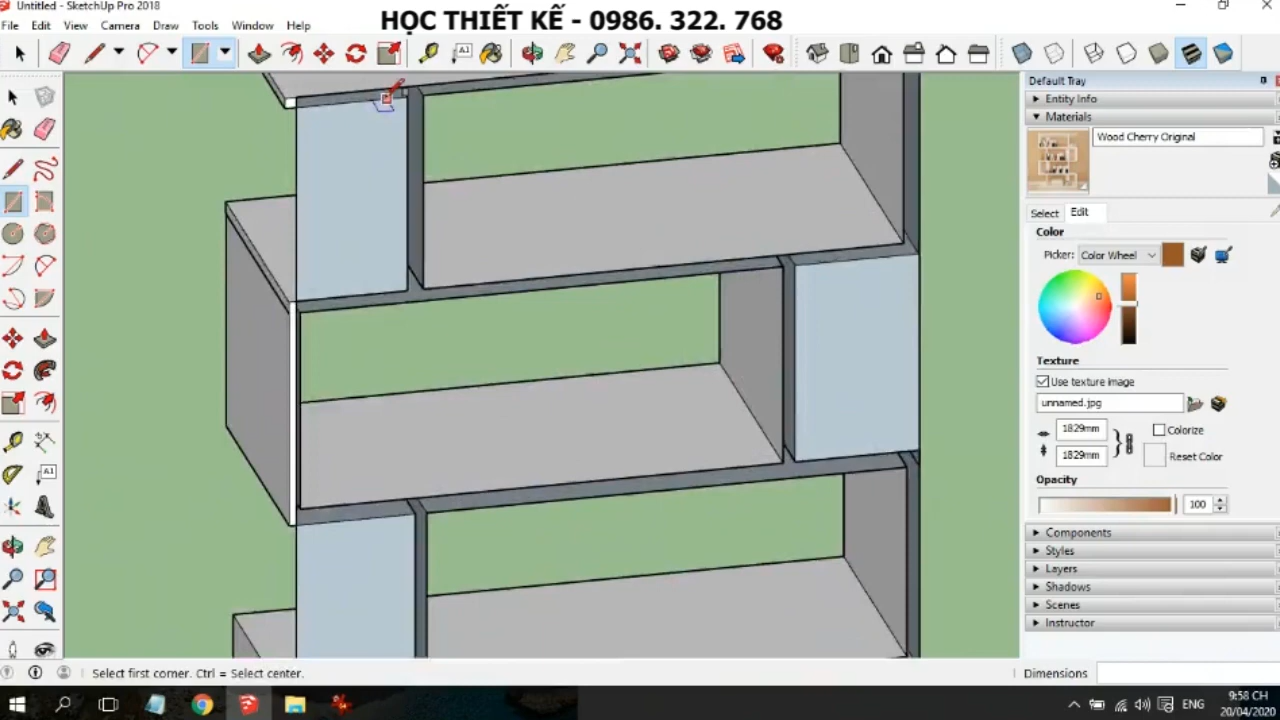 Untitled - SketchUp Pro 2018
HỌC THIẾT KẾ - 0986. 322. 768
File Edit View Camera Draw Tools Window Help
Default Tray
Entity Info
Materials
Wood Cherry Original
Select Edit
Color
Picker: Color Wheel
Texture
Use texture image
unnamed.jpg
1829mm
Colorize
1829mm
Reset Color
Opacity
100
Components
Styles
Layers
Shadows
Scenes
Instructor
Select first corner. Ctrl = Select center.
Dimensions
ENG
9:58 CH
20/04/2020